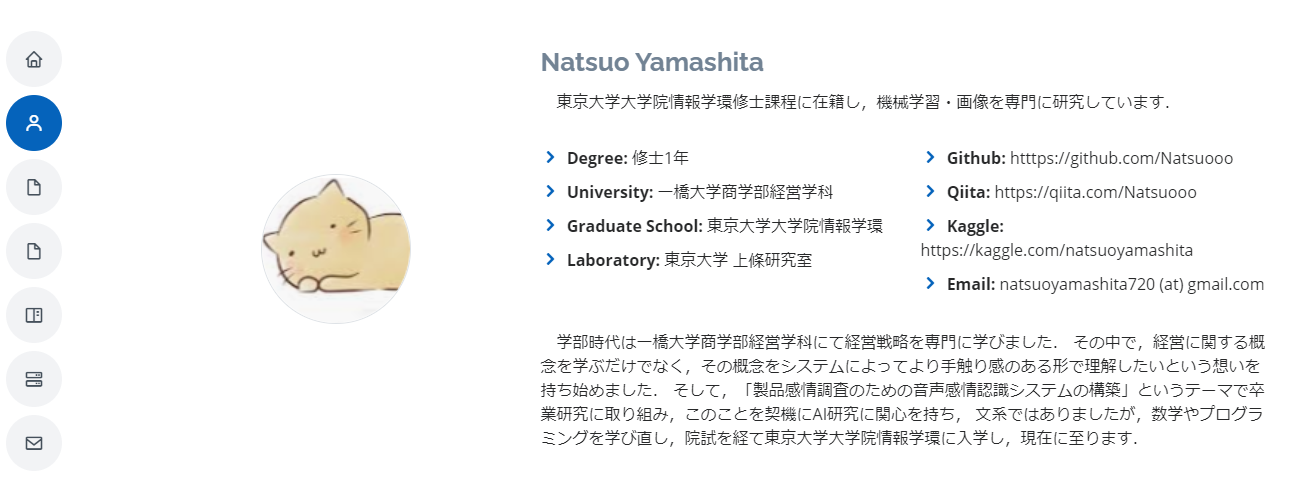 Natsuo Yamashita
東京大学大学院情報学環修士課程に在籍し，機械学習・画像を専門に研究しています．
Degree: 修士1年
University: 一橋大学商学部経営学科
Graduate School: 東京大学大学院情報学環
Laboratory: 東京大学 上條研究室
Github: htttps://github.com/Natsuooo
Qiita: https://qiita.com/Natsuooo
Kaggle:
https://kaggle.com/natsuoyamashita
Email: natsuoyamashita720 (at) gmail.com
学部時代は一橋大学商学部経営学科にて経営戦略を専門に学びました． その中で，経営に関する概
念を学ぶだけでなく，その概念をシステムによってより手触り感のある形で理解したいという想いを
持ち始めました． そして，「製品感情調査のための音声感情認識システムの構築」というテーマで卒
業研究に取り組み，このことを契機にAI研究に関心を持ち， 文系ではありましたが，数学やプログラ
ミングを学び直し，院試を経て東京大学大学院情報学環に入学し，現在に至ります．